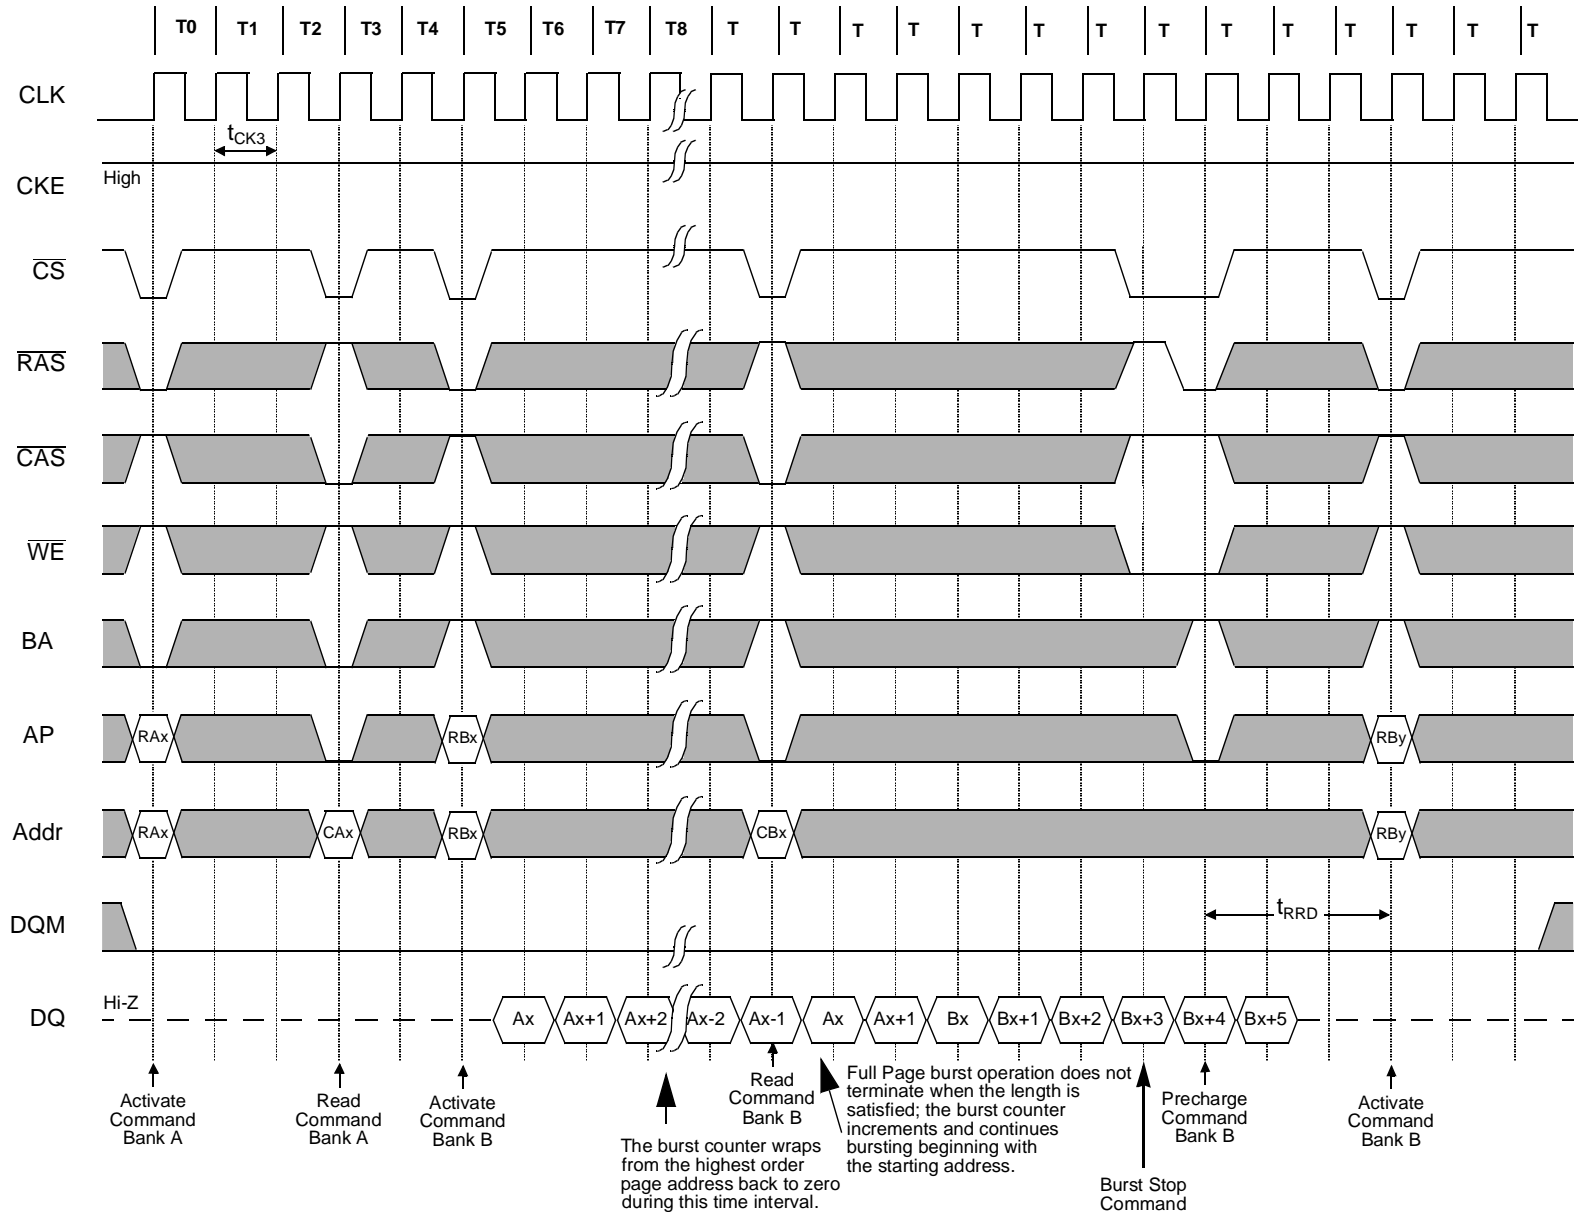 T0 T1 T2 T3 T4 T5 T6 T7 T8 T T T T T T T T T T T T T T
CLK
tCK3
CKE
High
CS
RAS
CAS
WE
BA
AP
RAx RBx RBy
Addr
RAx CAx RBx CBx RBy
DQM
tRRD
DQ
Hi-Z
Ax Ax+1 Ax+2 Ax-2 Ax-1 Ax Ax+1 Bx Bx+1 Bx+2 Bx+3 Bx+4 Bx+5
Activate
Command
Bank A
Read
Command
Bank A
Activate
Command
Bank B
The burst counter wraps
from the highest order
page address back to zero
during this time interval.
Read
Command
Bank B
Full Page burst operation does not
terminate when the length is
satisfied; the burst counter
increments and continues
bursting beginning with
the starting address.
Burst Stop
Command
Precharge
Command
Bank B
Activate
Command
Bank B